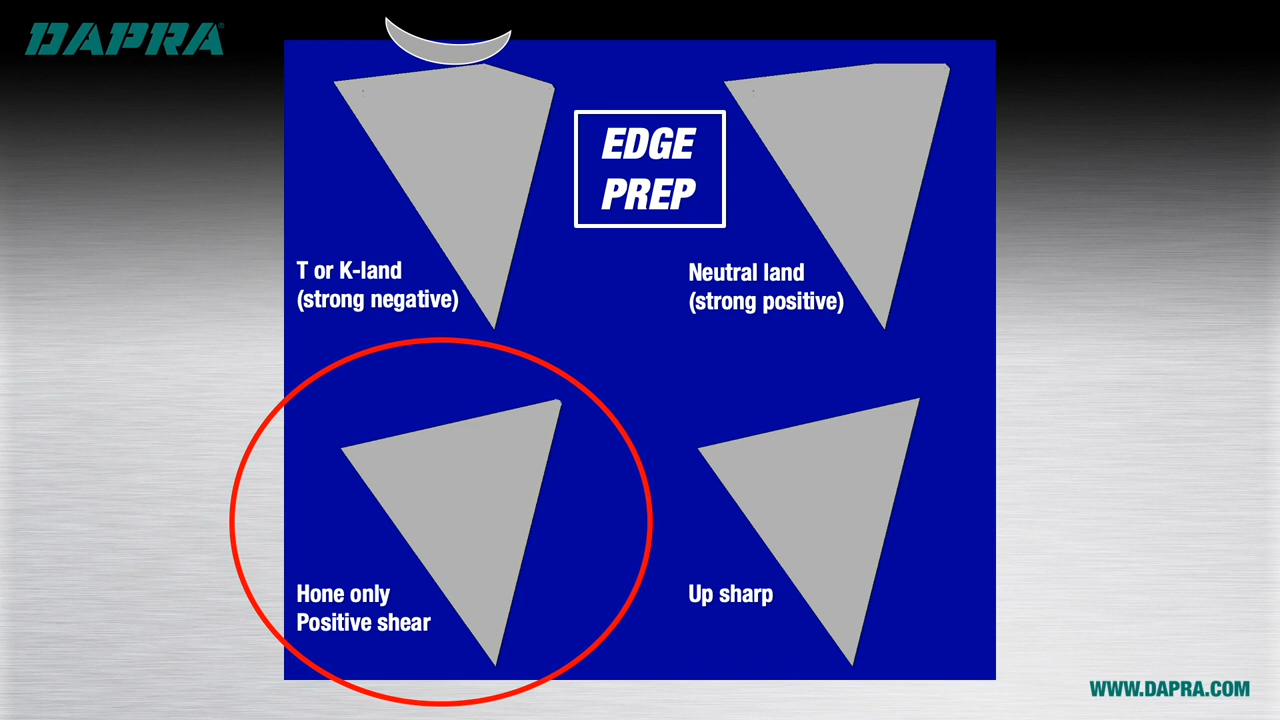 DAPRA
EDGE
PREP
T or K-land
(strong negative)
Neutral land
(strong positive)
Hone only
Positive shear
Up sharp
WWW.DAPRA.COM